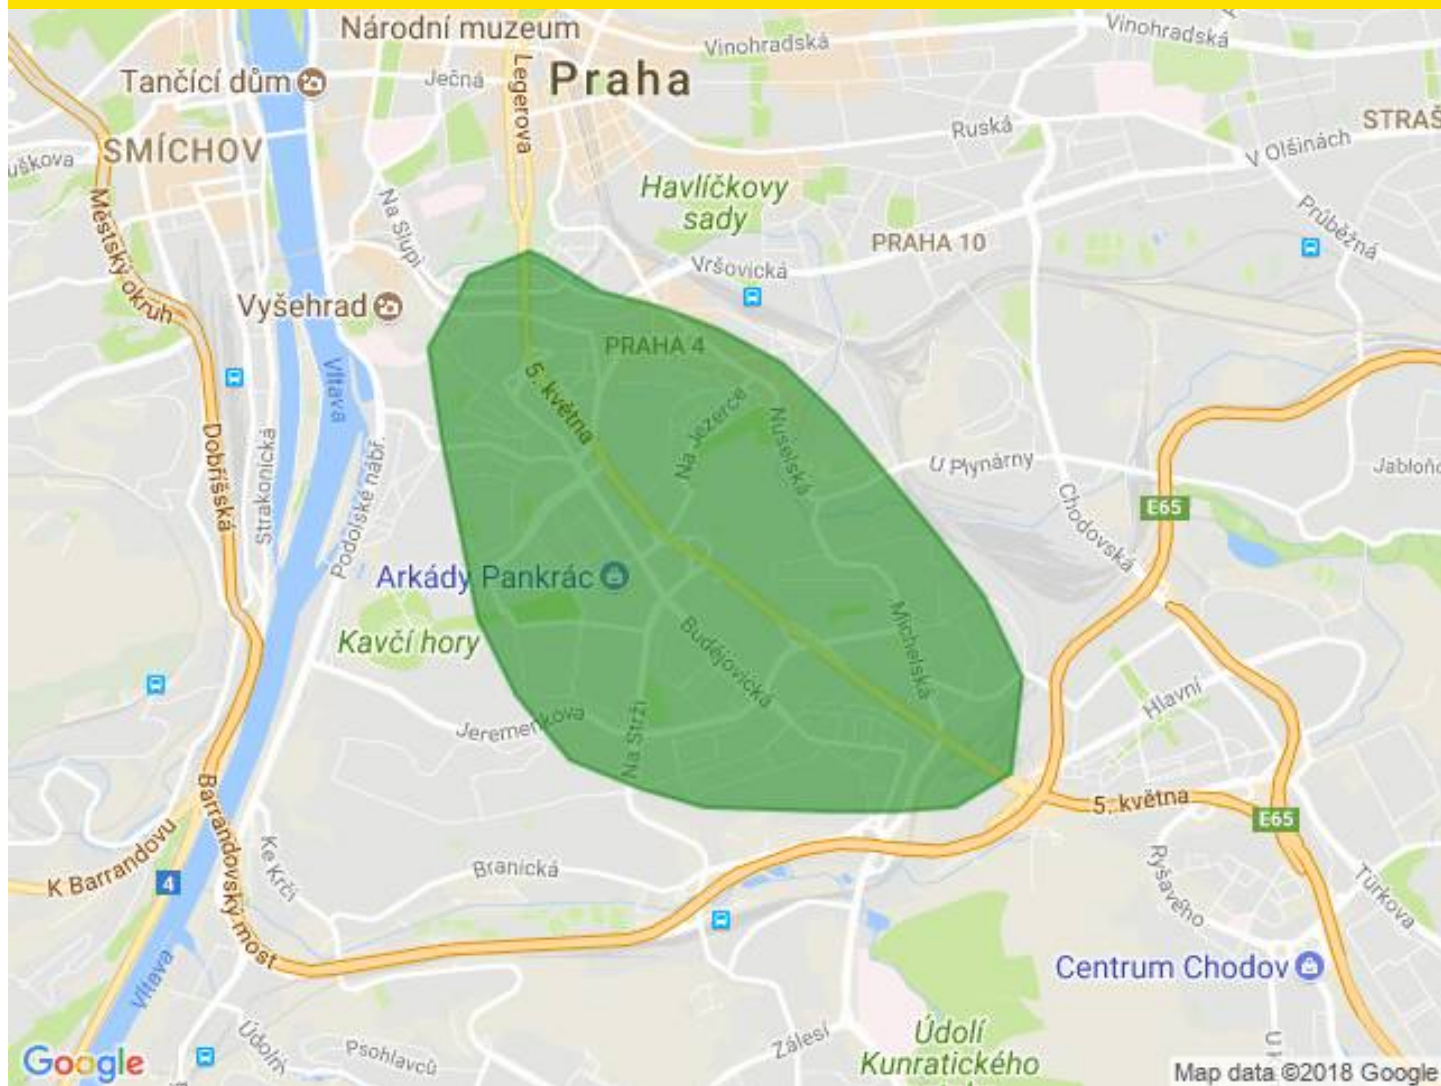 Národní muzeum
Vinohradská
Vinohradská
Tančící dům
Ječná
Legerova
Praha
Ruská
STRAŠ
V Olšinách
SMÍCHOV
uškova
Městský okruh
Na Slupi
Havlíčkovy
sady
PRAHA 10
Průběžná
Vršovická
Vyšehrad
PRAHA 4
Vltava
5. května
Na Jezerce
Nuselská
U Plynárny
Jabloňo
Dobříšská
Strakonická
Podolské nábř.
Chodovská
E65
Arkády Pankrác
Kavčí hory
Budějovická
Michelská
Hlavní
Jeremenkova
Na Strži
5. května
E65
Barrandovský most
K Barrandovu
4
Ke Krči
Branická
Ryšavého
Türkova
Vltava
Centrum Chodov
Údolní
Psohlavců
Zálesí
Údolí
Kunratického
Google
Map data ©2018 Google